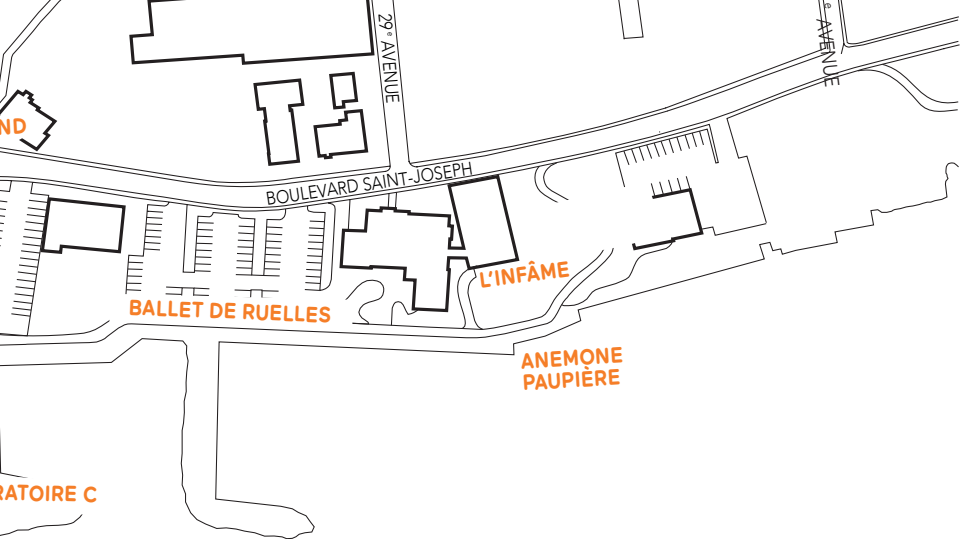 29e AVENUE
e AVENUE
ND
BOULEVARD SAINT-JOSEPH
L'INFÂME
BALLET DE RUELLES
ANEMONE
PAUPIÈRE
RATOIRE C